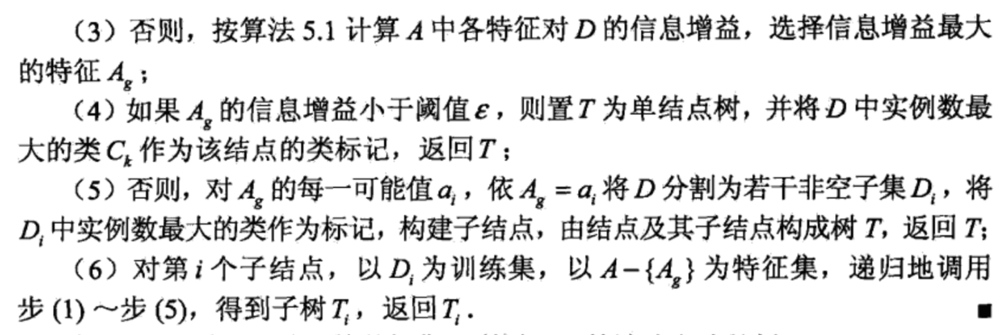 （3）否则，按算法 5.1 计算 A 中各特征对 D 的信息增益，选择信息增益最大
的特征 A_g；
（4）如果 A_g 的信息增益小于阈值 ε，则置 T 为单结点树，并将 D 中实例数最
大的类 C_k 作为该结点的类标记，返回 T；
（5）否则，对 A_g 的每一可能值 a_i，依 A_g = a_i 将 D 分割为若干非空子集 D_i，将
D_i 中实例数最大的类作为标记，构建子结点，由结点及其子结点构成树 T，返回 T；
（6）对第 i 个子结点，以 D_i 为训练集，以 A−{A_g} 为特征集，递归地调用
步 (1)～步 (5)，得到子树 T_i，返回 T_i．